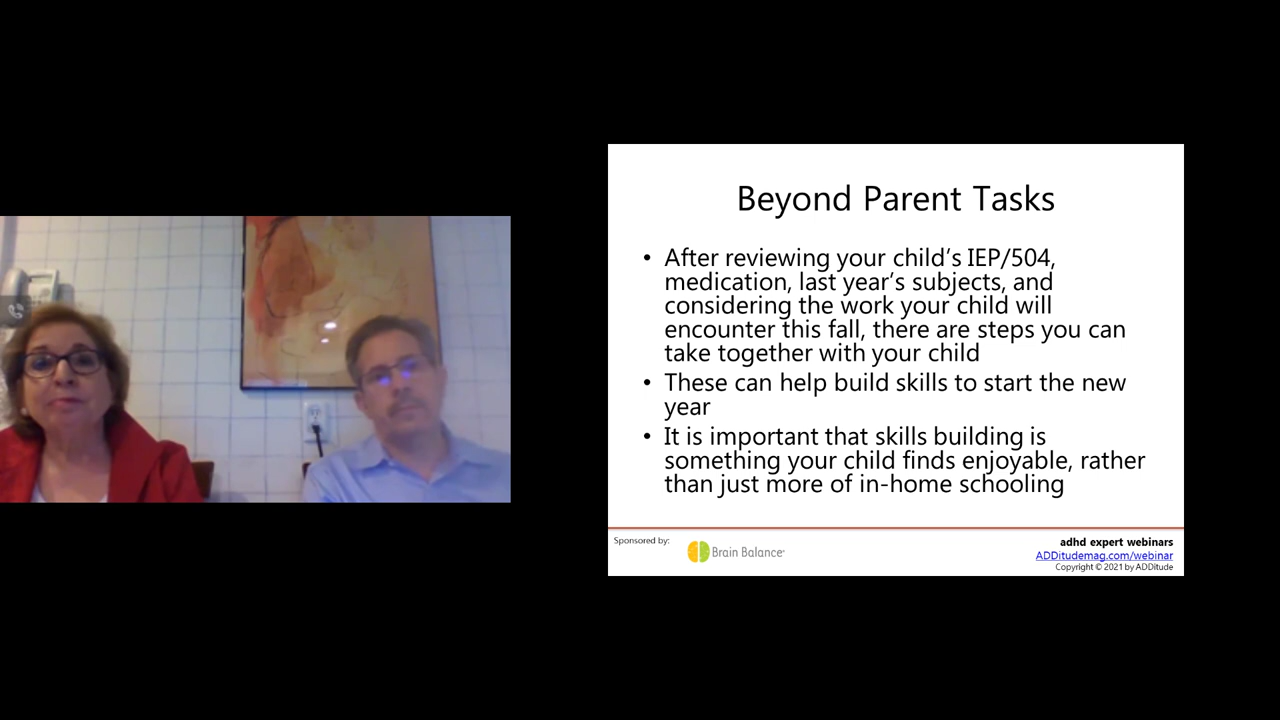 Beyond Parent Tasks
• After reviewing your child’s IEP/504,
medication, last year’s subjects, and
considering the work your child will
encounter this fall, there are steps you can
take together with your child
• These can help build skills to start the new
year
• It is important that skills building is
something your child finds enjoyable, rather
than just more of in-home schooling
Sponsored by:
Brain Balance
adhd expert webinars
ADDitudemag.com/webinar
Copyright © 2021 by ADDitude